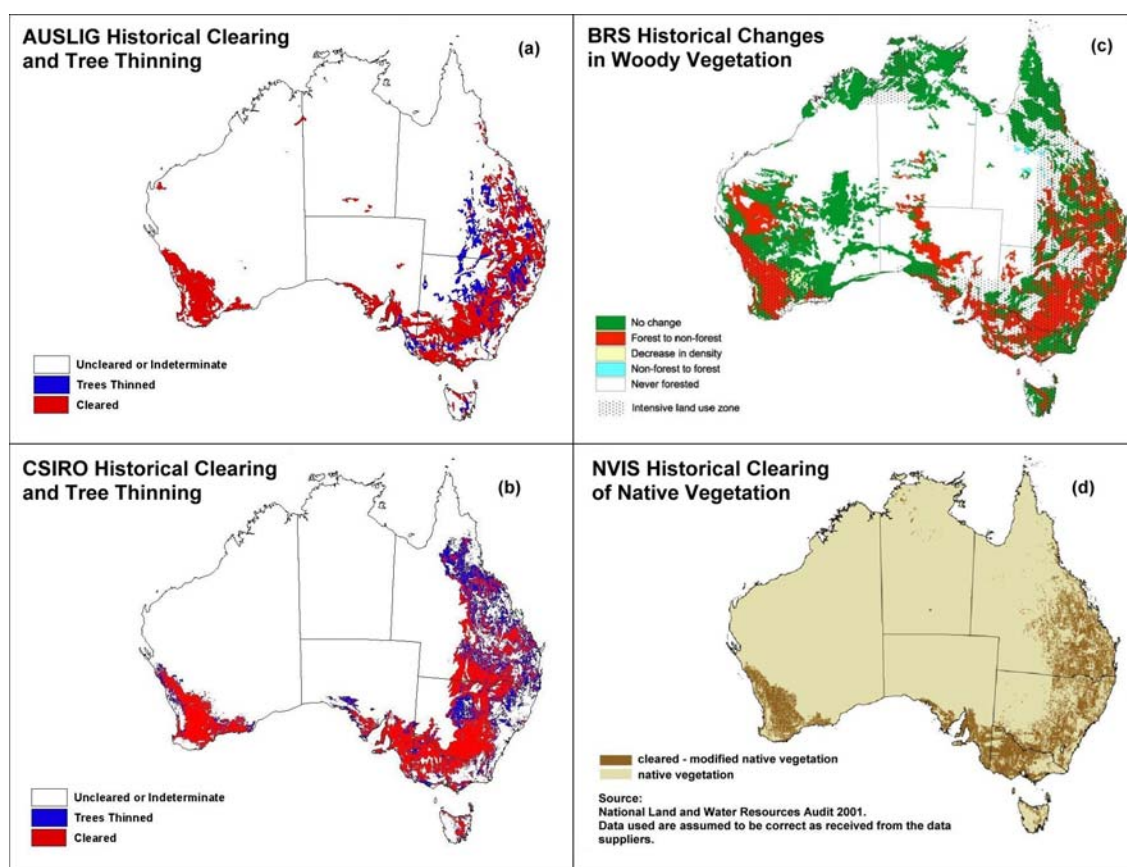 AUSLIG Historical Clearing
and Tree Thinning
(a)
Uncleared or Indeterminate
Trees Thinned
Cleared
BRS Historical Changes
in Woody Vegetation
(c)
No change
Forest to non-forest
Decrease in density
Non-forest to forest
Never forested
Intensive land use zone
CSIRO Historical Clearing
and Tree Thinning
(b)
Uncleared or Indeterminate
Trees Thinned
Cleared
NVIS Historical Clearing
of Native Vegetation
(d)
cleared - modified native vegetation
native vegetation
Source:
National Land and Water Resources Audit 2001.
Data used are assumed to be correct as received from the data
suppliers.